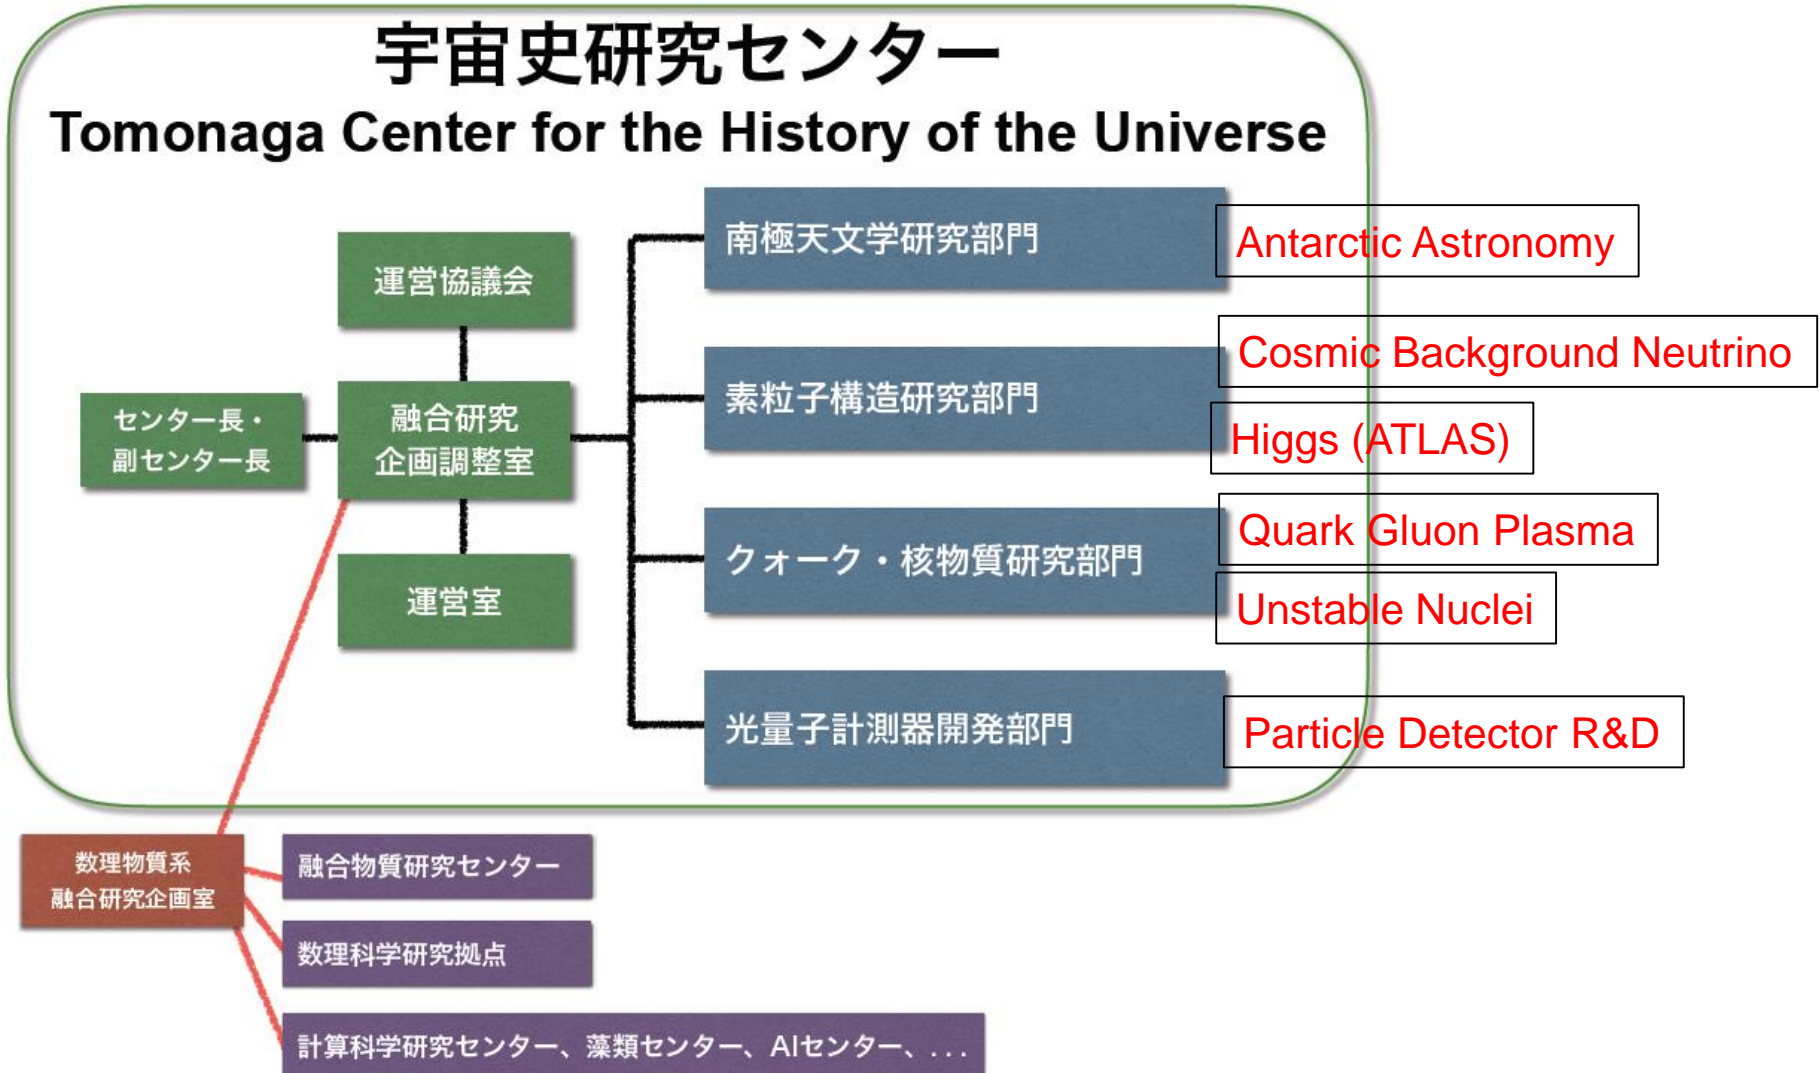 宇宙史研究センター
Tomonaga Center for the History of the Universe
運営協議会
センター長・
副センター長
融合研究
企画調整室
運営室
南極天文学研究部門
Antarctic Astronomy
素粒子構造研究部門
Cosmic Background Neutrino
Higgs (ATLAS)
クォーク・核物質研究部門
Quark Gluon Plasma
Unstable Nuclei
光量子計測器開発部門
Particle Detector R&D
数理物質系
融合研究企画室
融合物質研究センター
数理科学研究拠点
計算科学研究センター、藻類センター、AIセンター、...